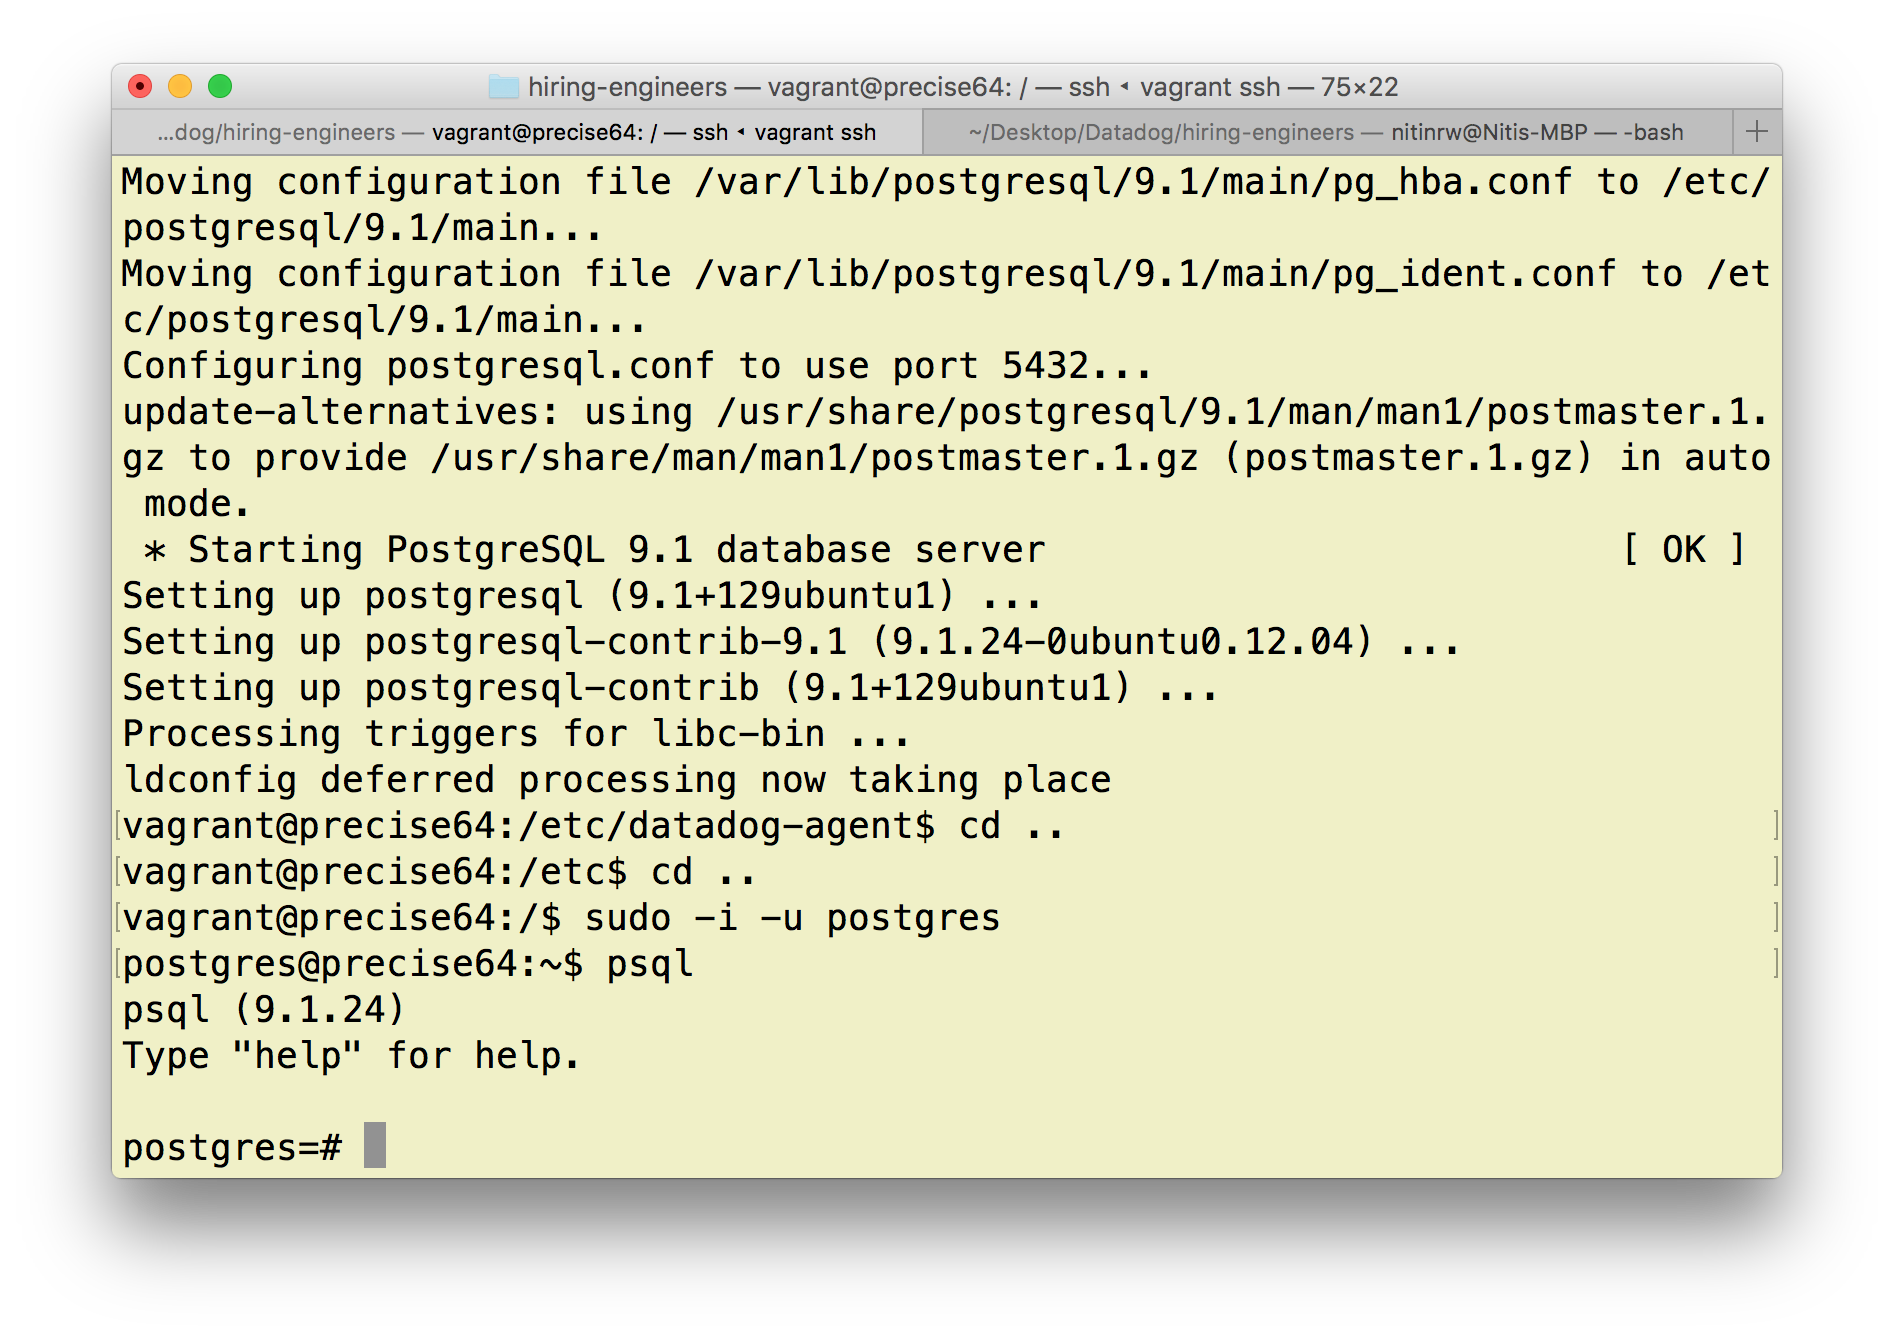 hiring-engineers — vagrant@precise64: / — ssh ◂ vagrant ssh — 75×22
...dog/hiring-engineers — vagrant@precise64: / — ssh ◂ vagrant ssh
~/Desktop/Datadog/hiring-engineers — nitinrw@Nitis-MBP — -bash
+
Moving configuration file /var/lib/postgresql/9.1/main/pg_hba.conf to /etc/
postgresql/9.1/main...
Moving configuration file /var/lib/postgresql/9.1/main/pg_ident.conf to /et
c/postgresql/9.1/main...
Configuring postgresql.conf to use port 5432...
update-alternatives: using /usr/share/postgresql/9.1/man/man1/postmaster.1.
gz to provide /usr/share/man/man1/postmaster.1.gz (postmaster.1.gz) in auto
 mode.
 * Starting PostgreSQL 9.1 database server [ OK ]
Setting up postgresql (9.1+129ubuntu1) ...
Setting up postgresql-contrib-9.1 (9.1.24-0ubuntu0.12.04) ...
Setting up postgresql-contrib (9.1+129ubuntu1) ...
Processing triggers for libc-bin ...
ldconfig deferred processing now taking place
[vagrant@precise64:/etc/datadog-agent$ cd .. ]
[vagrant@precise64:/etc$ cd .. ]
[vagrant@precise64:/$ sudo -i -u postgres ]
[postgres@precise64:~$ psql ]
psql (9.1.24)
Type "help" for help.
postgres=#